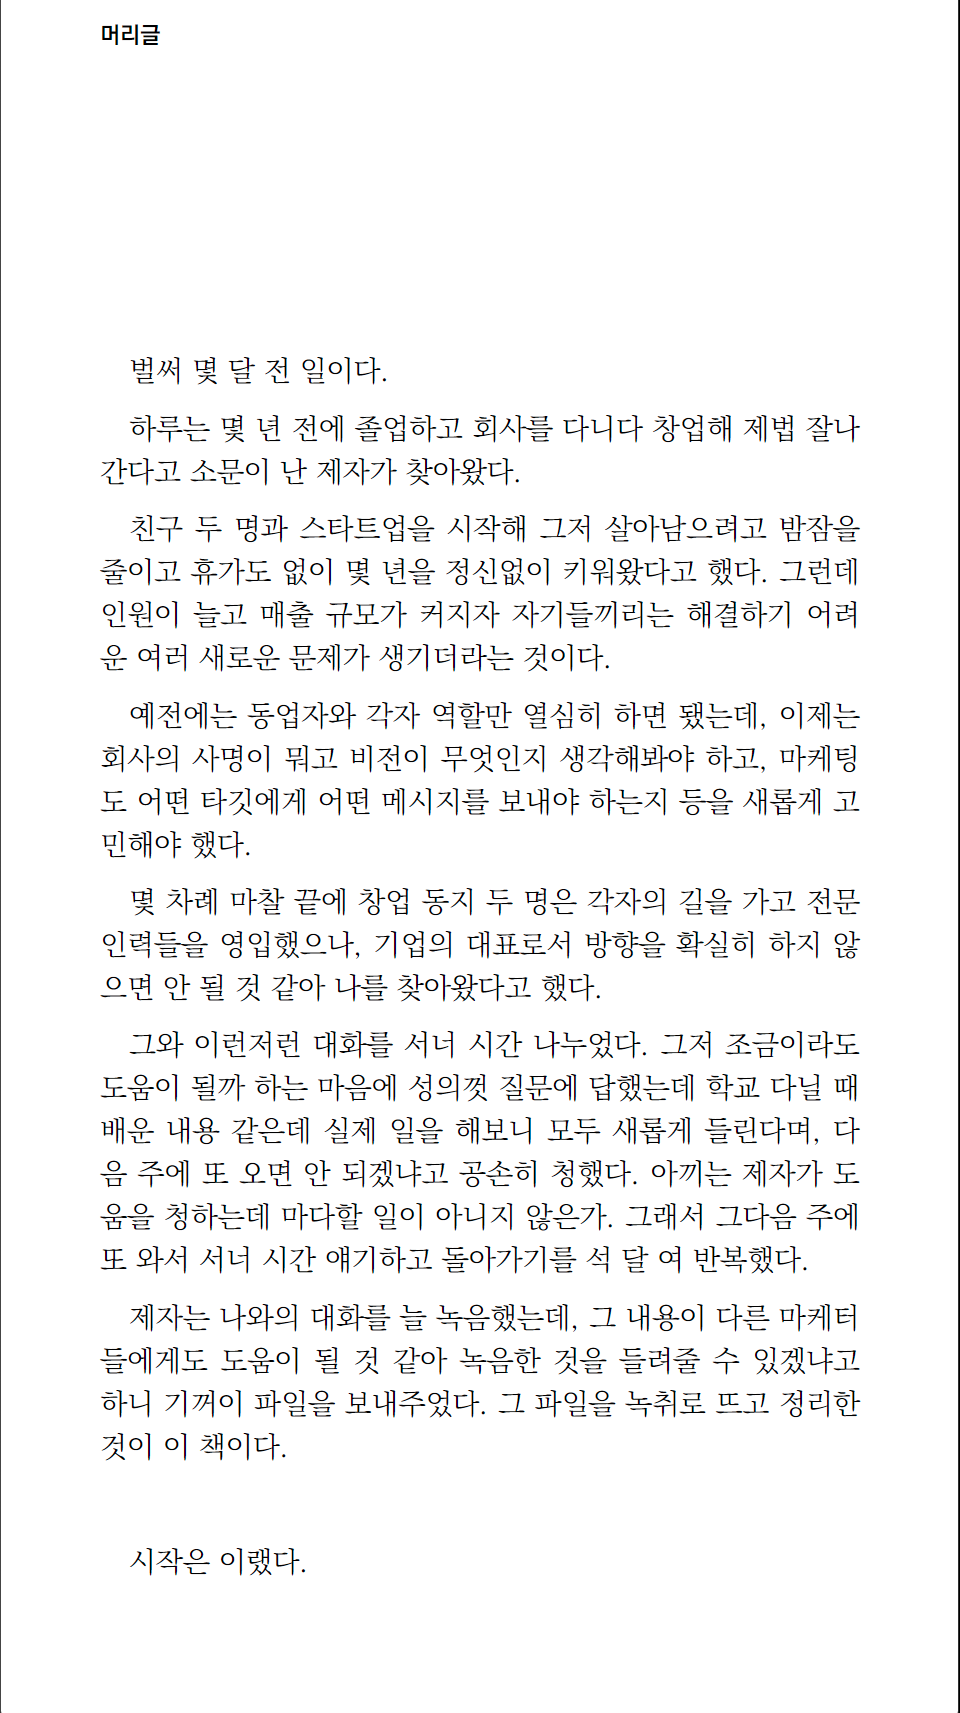 머리글
벌써 몇 달 전 일이다.
하루는 몇 년 전에 졸업하고 회사를 다니다 창업해 제법 잘나
간다고 소문이 난 제자가 찾아왔다.
친구 두 명과 스타트업을 시작해 그저 살아남으려고 밤잠을
줄이고 휴가도 없이 몇 년을 정신없이 키워왔다고 했다. 그런데
인원이 늘고 매출 규모가 커지자 자기들끼리는 해결하기 어려
운 여러 새로운 문제가 생기더라는 것이다.
예전에는 동업자와 각자 역할만 열심히 하면 됐는데, 이제는
회사의 사명이 뭐고 비전이 무엇인지 생각해봐야 하고, 마케팅
도 어떤 타깃에게 어떤 메시지를 보내야 하는지 등을 새롭게 고
민해야 했다.
몇 차례 마찰 끝에 창업 동지 두 명은 각자의 길을 가고 전문
인력들을 영입했으나, 기업의 대표로서 방향을 확실히 하지 않
으면 안 될 것 같아 나를 찾아왔다고 했다.
그와 이런저런 대화를 서너 시간 나누었다. 그저 조금이라도
도움이 될까 하는 마음에 성의껏 질문에 답했는데 학교 다닐 때
배운 내용 같은데 실제 일을 해보니 모두 새롭게 들린다며, 다
음 주에 또 오면 안 되겠냐고 공손히 청했다. 아끼는 제자가 도
움을 청하는데 마다할 일이 아니지 않은가. 그래서 그다음 주에
또 와서 서너 시간 얘기하고 돌아가기를 석 달 여 반복했다.
제자는 나와의 대화를 늘 녹음했는데, 그 내용이 다른 마케터
들에게도 도움이 될 것 같아 녹음한 것을 들려줄 수 있겠냐고
하니 기꺼이 파일을 보내주었다. 그 파일을 녹취로 뜨고 정리한
것이 이 책이다.
시작은 이랬다.